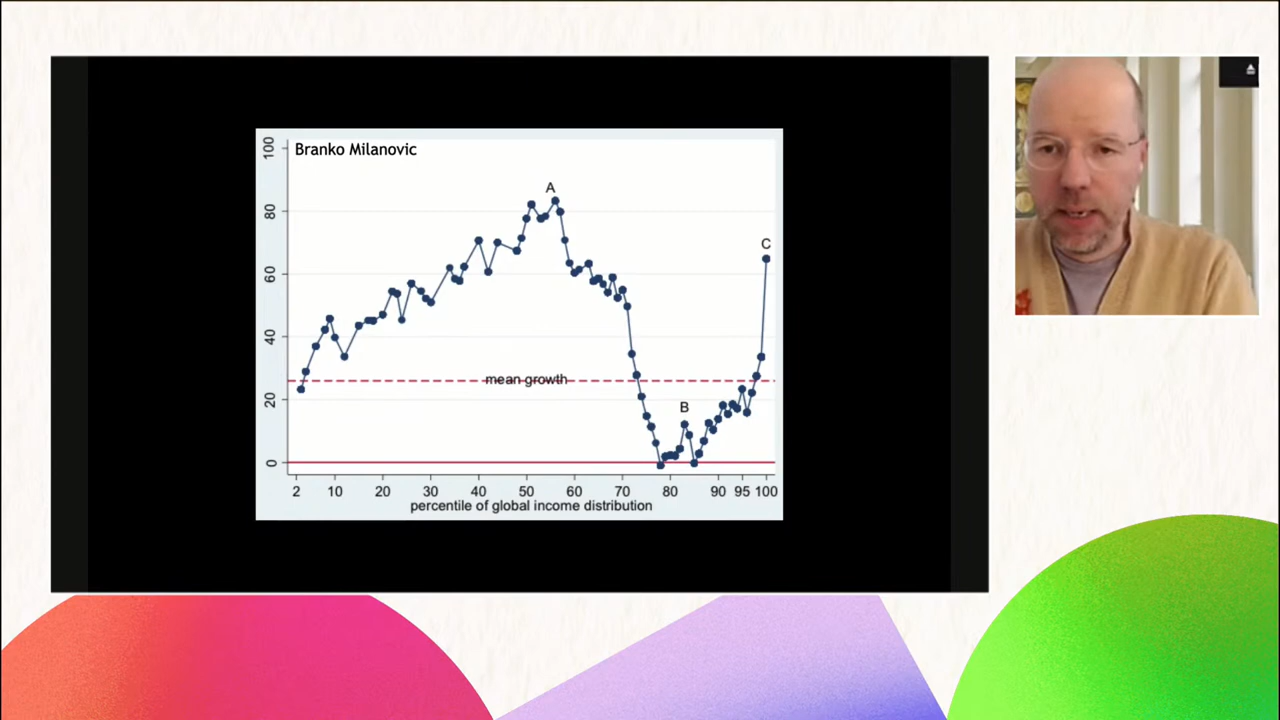 Branko Milanovic
100
80
60
40
20
0
A
B
C
mean growth
2 10 20 30 40 50 60 70 80 90 95 100
percentile of global income distribution